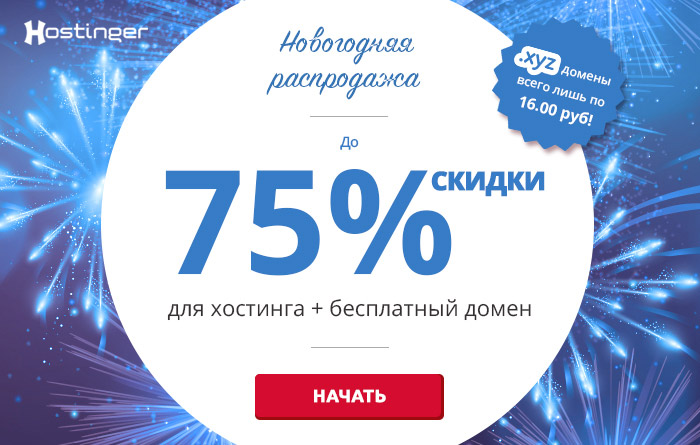 Hostinger
Новогодняя
распродажа
.xyz домены
всего лишь по
16.00 руб!
До
75% скидки
для хостинга + бесплатный домен
НАЧАТЬ